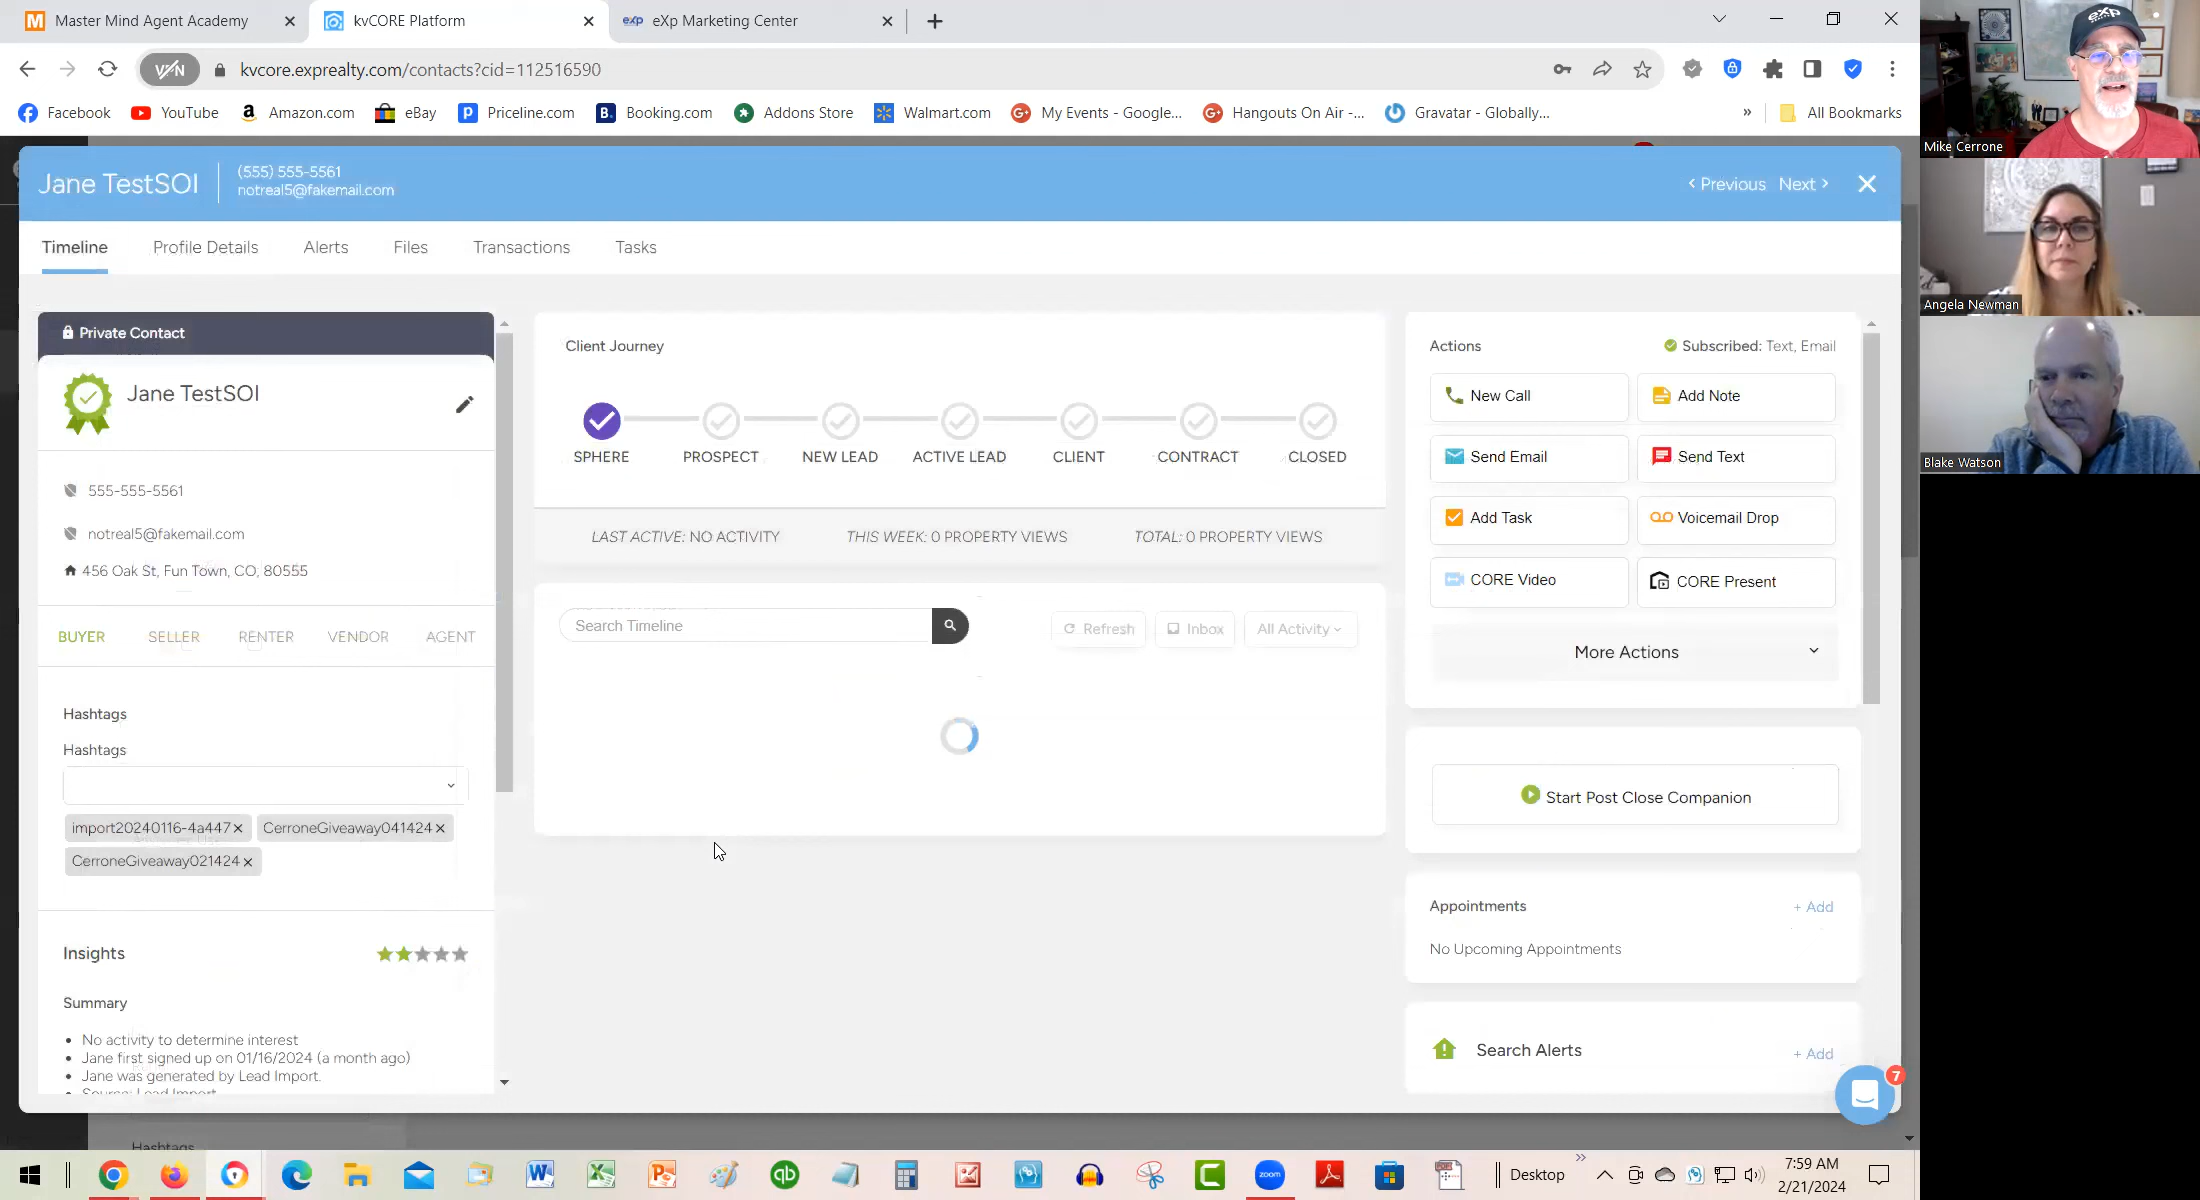 Master Mind Agent Academy
kvCORE Platform
eXp eXp Marketing Center
VPN
kvcore.exprealty.com/contacts?cid=112516590
Facebook
YouTube
Amazon.com
eBay
Priceline.com
Booking.com
Addons Store
Walmart.com
My Events - Google...
Hangouts On Air -...
Gravatar - Globally...
»
All Bookmarks
Jane TestSOI
(555) 555-5561
notreal5@fakemail.com
< Previous
Next >
Timeline
Profile Details
Alerts
Files
Transactions
Tasks
Private Contact
Jane TestSOI
555-555-5561
notreal5@fakemail.com
456 Oak St, Fun Town, CO, 80555
BUYER
SELLER
RENTER
VENDOR
AGENT
Hashtags
Hashtags
import20240116-4a447 x
CerroneGiveaway041424 x
CerroneGiveaway021424 x
Insights
Summary
• No activity to determine interest
• Jane first signed up on 01/16/2024 (a month ago)
• Jane was generated by Lead Import.
• Source: Lead Import
Client Journey
SPHERE
PROSPECT
NEW LEAD
ACTIVE LEAD
CLIENT
CONTRACT
CLOSED
LAST ACTIVE: NO ACTIVITY
THIS WEEK: 0 PROPERTY VIEWS
TOTAL: 0 PROPERTY VIEWS
Search Timeline
Refresh
Inbox
All Activity
Actions
Subscribed: Text, Email
New Call
Add Note
Send Email
Send Text
Add Task
Voicemail Drop
CORE Video
CORE Present
More Actions
Start Post Close Companion
Appointments
+ Add
No Upcoming Appointments
Search Alerts
+ Add
7
Hashtags
Mike Cerrone
Angela Newman
Blake Watson
eXp
zoom
Desktop
7:59 AM
2/21/2024